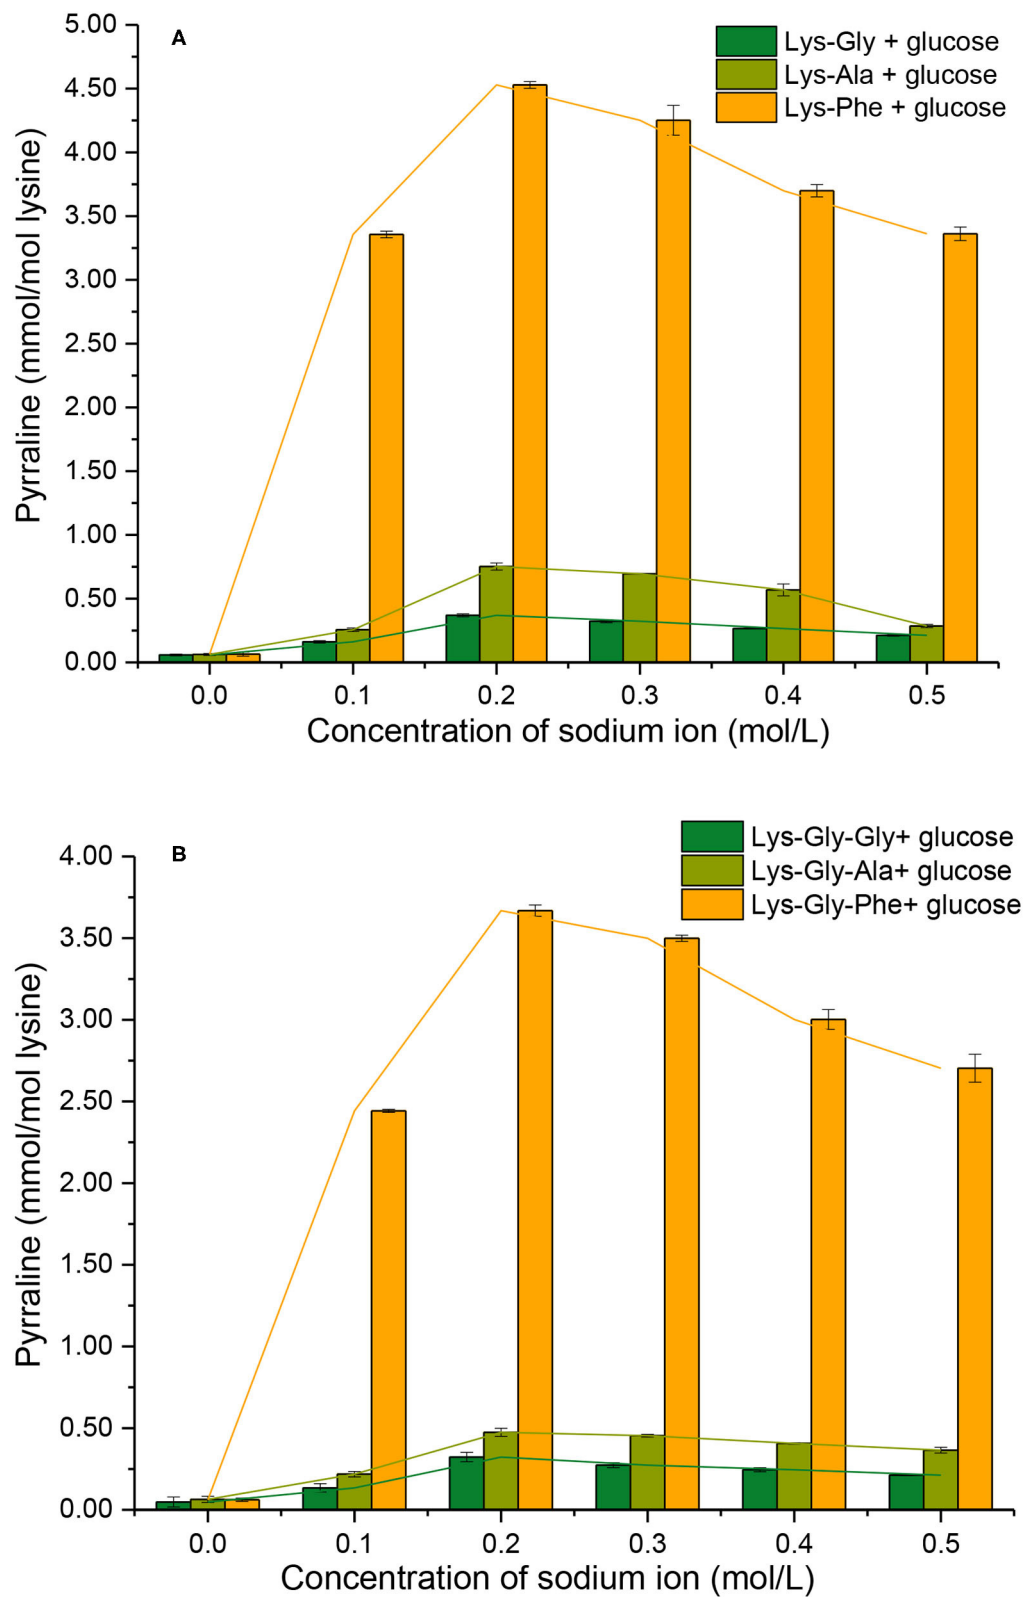 A
Lys-Gly + glucose
Lys-Ala + glucose
Lys-Phe + glucose
Pyrraline (mmol/mol lysine)
5.00
4.50
4.00
3.50
3.00
2.50
2.00
1.50
1.00
0.50
0.00
0.0 0.1 0.2 0.3 0.4 0.5
Concentration of sodium ion (mol/L)
B
Lys-Gly-Gly+ glucose
Lys-Gly-Ala+ glucose
Lys-Gly-Phe+ glucose
Pyrraline (mmol/mol lysine)
4.00
3.50
3.00
2.50
2.00
1.50
1.00
0.50
0.00
0.0 0.1 0.2 0.3 0.4 0.5
Concentration of sodium ion (mol/L)